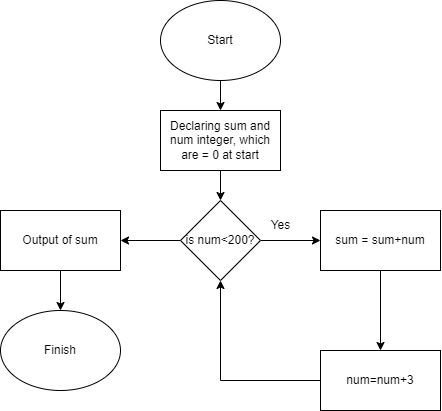 Start
Declaring sum and
num integer, which
are = 0 at start
is num<200?
Yes
sum = sum+num
Output of sum
num=num+3
Finish